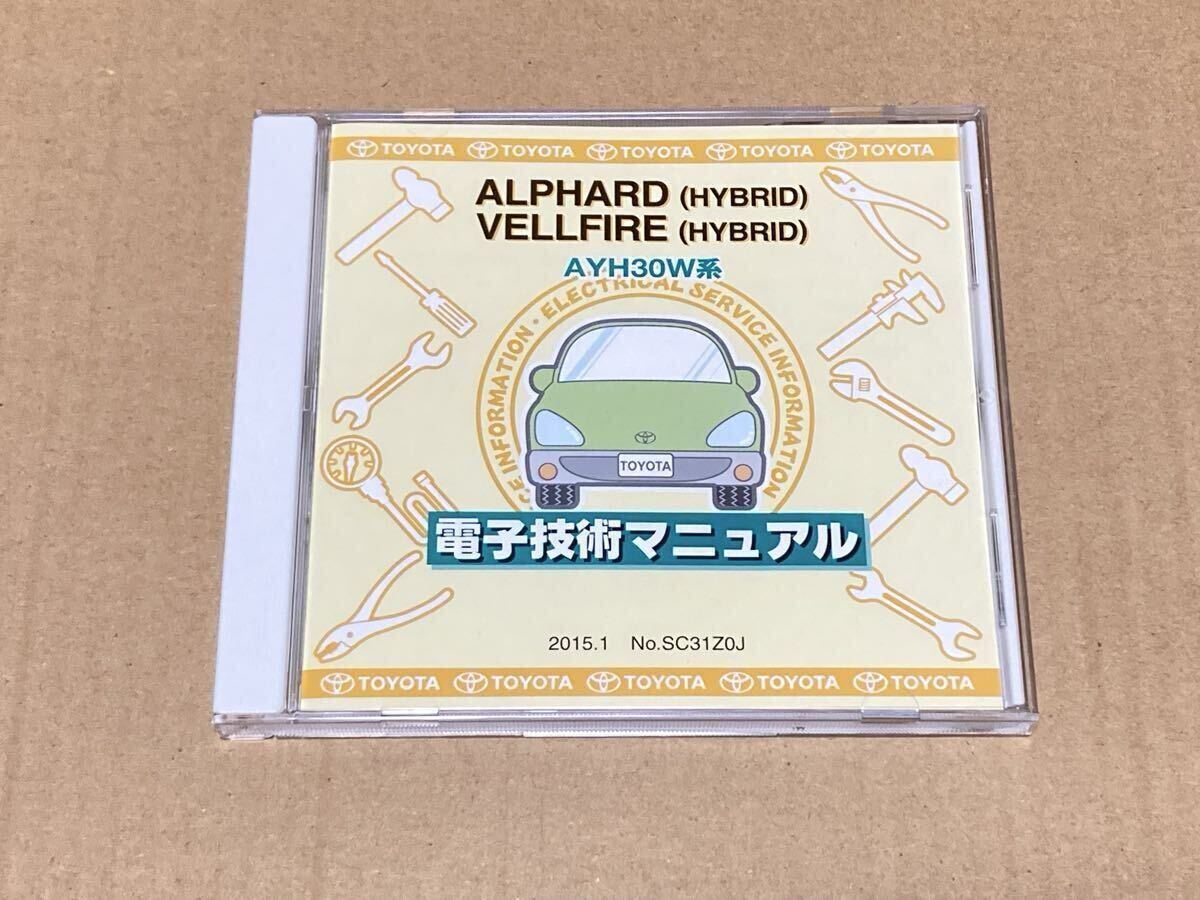 TOYOTA TOYOTA TOYOTA TOYOTA TOYOTA
ALPHARD (HYBRID)
VELLFIRE (HYBRID)
AYH30W系
CE INFORMATION・ELECTRICAL SERVICE INFORMATION
TOYOTA
電子技術マニュアル
2015.1 No.SC31Z0J
TOYOTA TOYOTA TOYOTA TOYOTA TOYOTA